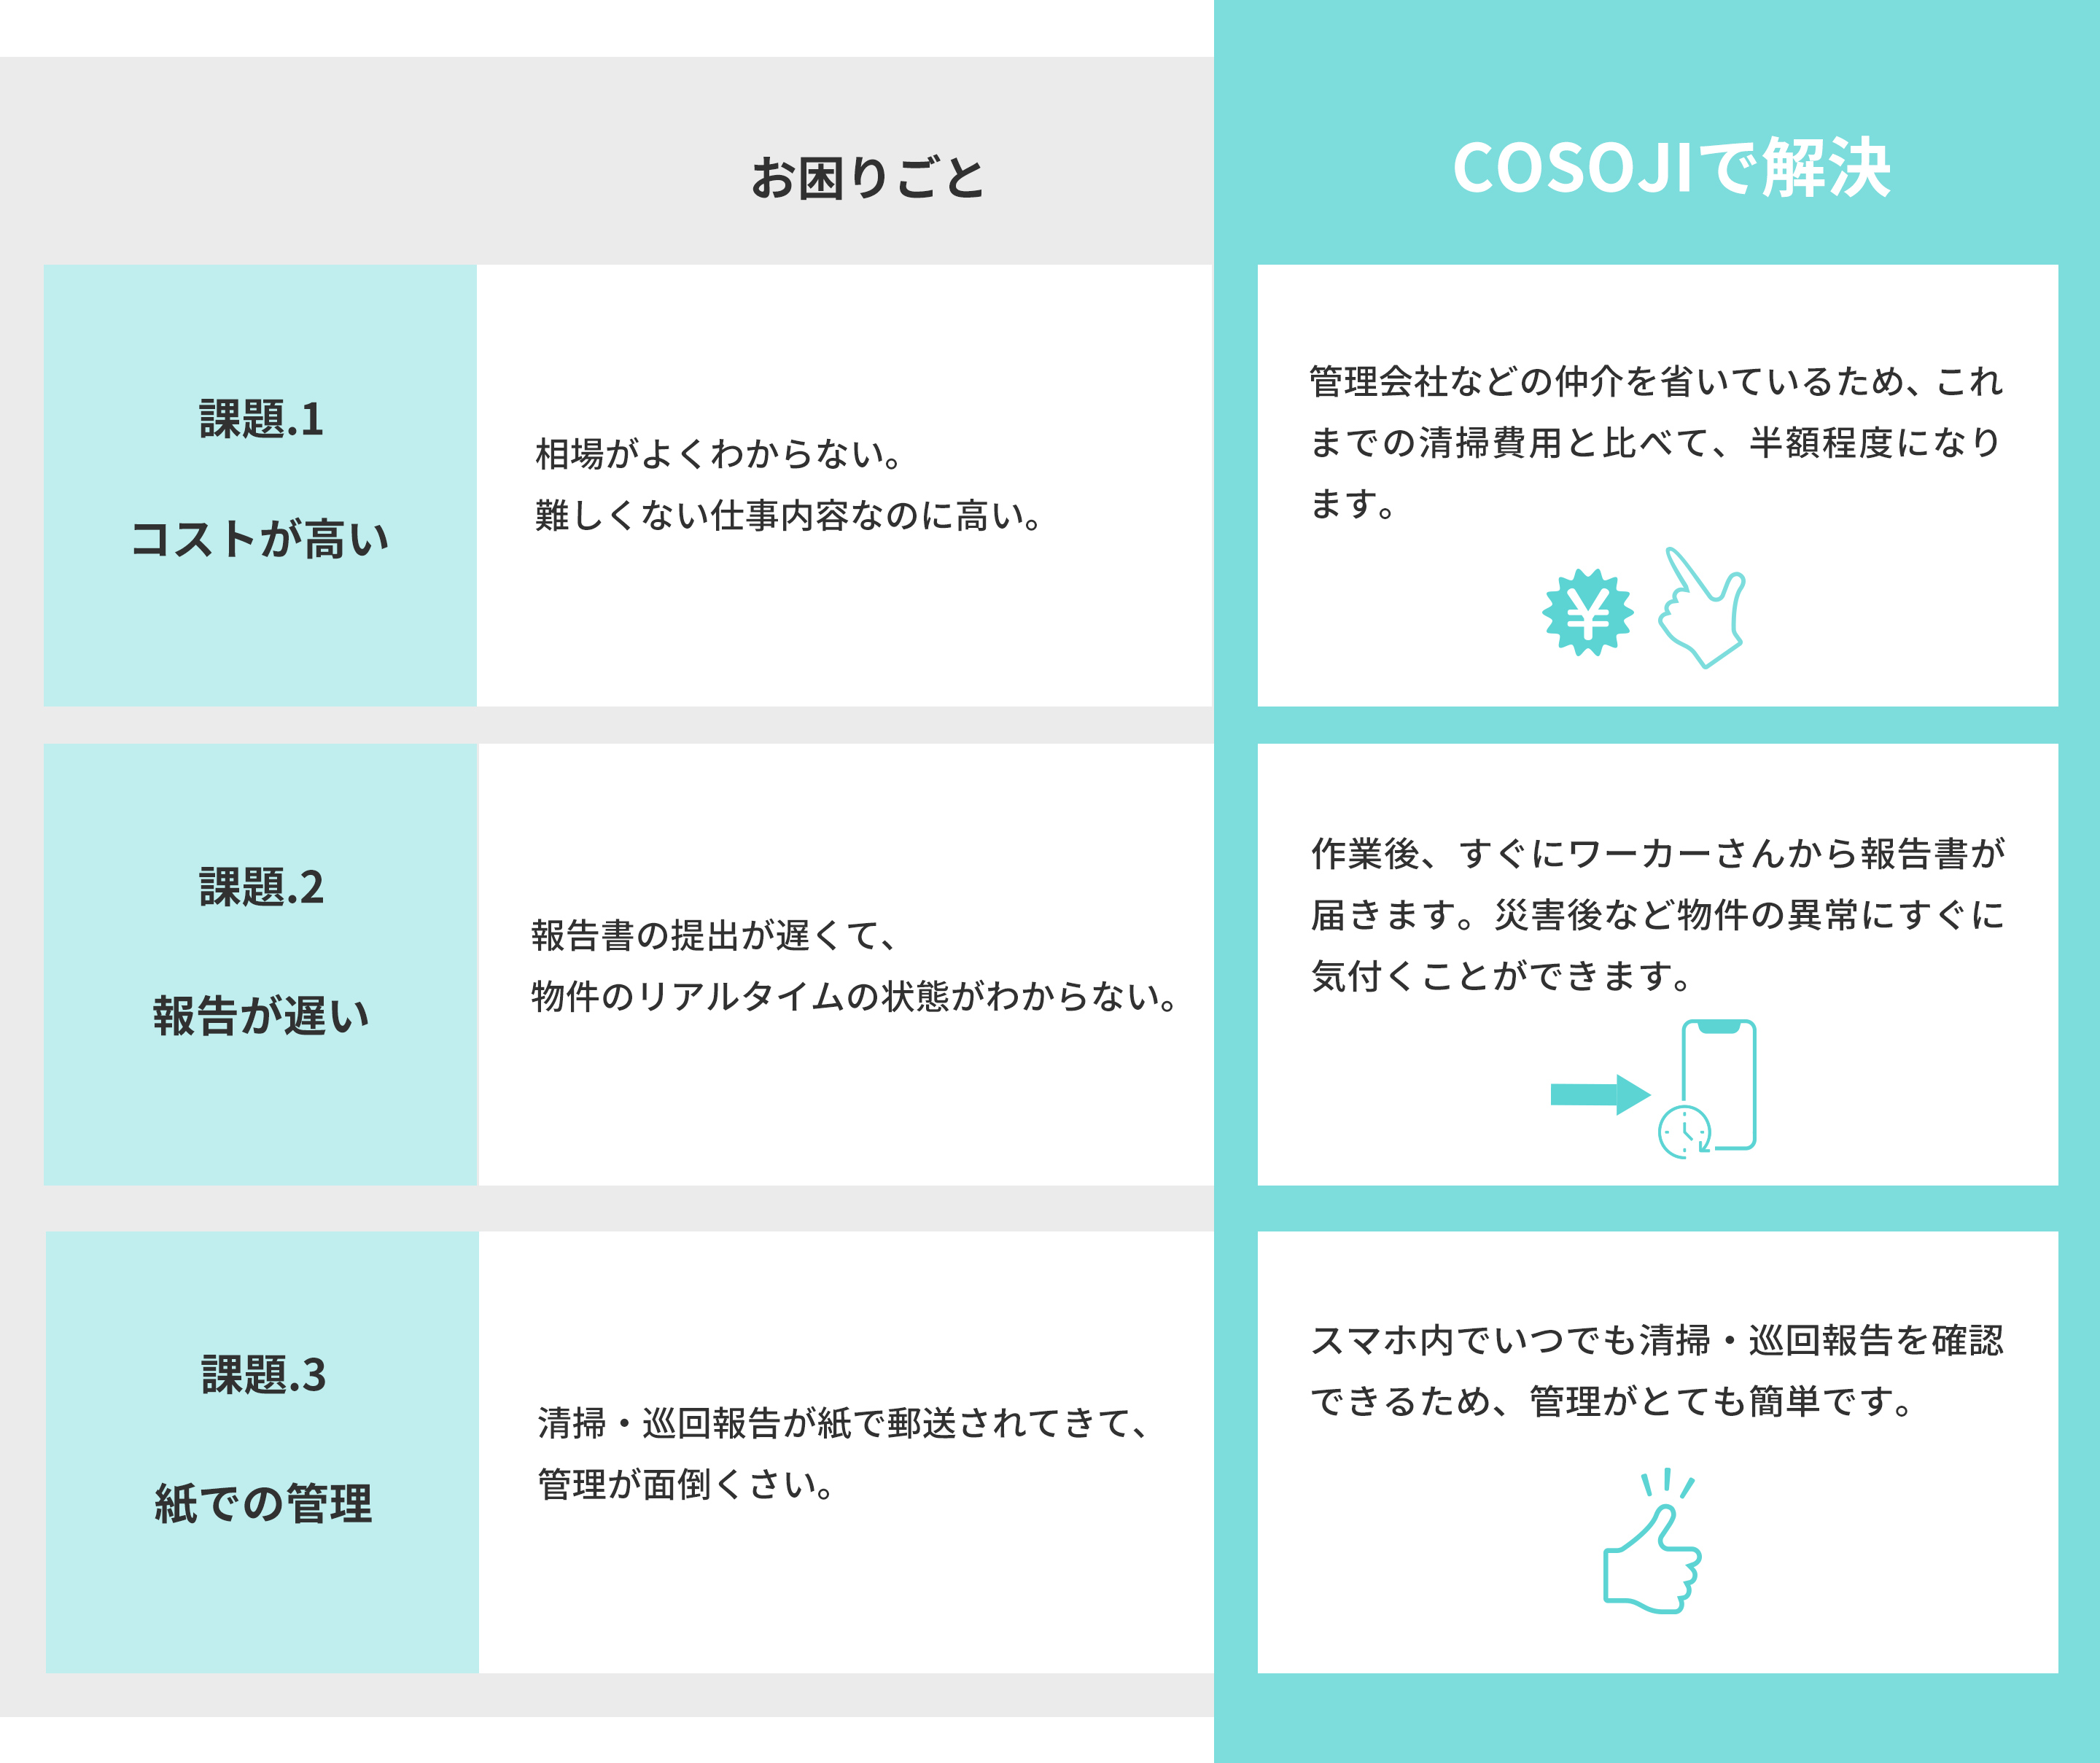 お困りごと
COSOJIで解決
課題.1
コストが高い
相場がよくわからない。
難しくない仕事内容なのに高い。
管理会社などの仲介を省いているため、これ
までの清掃費用と比べて、半額程度になり
ます。
¥
課題.2
報告が遅い
報告書の提出が遅くて、
物件のリアルタイムの状態がわからない。
作業後、すぐにワーカーさんから報告書が
届きます。災害後など物件の異常にすぐに
気付くことができます。
課題.3
紙での管理
清掃・巡回報告が紙で郵送されてきて、
管理が面倒くさい。
スマホ内でいつでも清掃・巡回報告を確認
できるため、管理がとても簡単です。